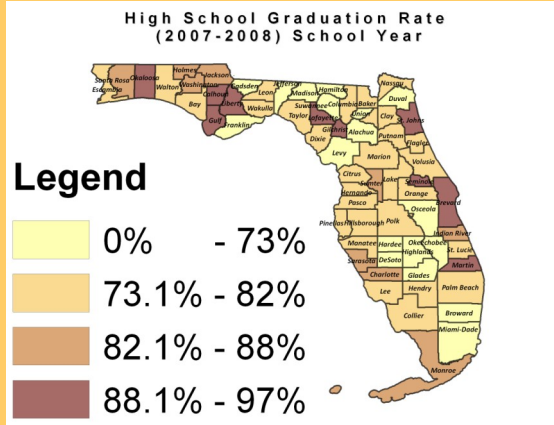 High School Graduation Rate
(2007-2008) School Year
Holmes
Jackson
Santa Rosa
Okaloosa
Washington
Escambia
Walton
Calhoun
Gadsden
Leon
Jefferson
Madison
Hamilton
Nassau
Duval
Bay
Liberty
Wakulla
Suwannee
Columbia
Baker
Gulf
Franklin
Taylor
Lafayette
Union
Clay
St. Johns
Dixie
Gilchrist
Alachua
Putnam
Flagler
Levy
Marion
Volusia
Citrus
Sumter
Lake
Seminole
Hernando
Orange
Pasco
Brevard
Osceola
Pinellas
Hillsborough
Polk
Indian River
Manatee
Hardee
Okeechobee
Highlands
St. Lucie
Sarasota
DeSoto
Martin
Charlotte
Glades
Lee
Hendry
Palm Beach
Collier
Broward
Miami-Dade
Monroe
Legend
0% - 73%
73.1% - 82%
82.1% - 88%
88.1% - 97%